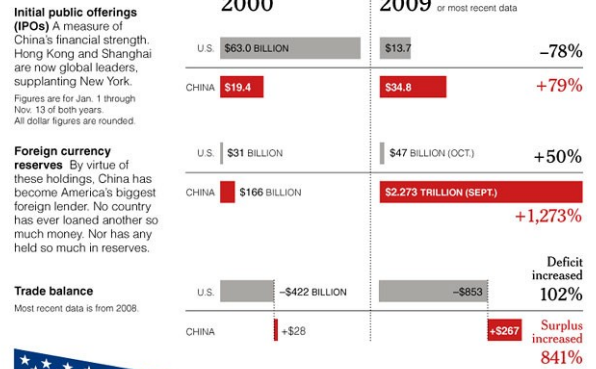 2000
2009 or most recent data
Initial public offerings
(IPOs) A measure of
China's financial strength.
Hong Kong and Shanghai
are now global leaders,
supplanting New York.
Figures are for Jan. 1 through
Nov. 13 of both years.
All dollar figures are rounded.
U.S. $63.0 BILLION $13.7 –78%
CHINA $19.4 $34.8 +79%
Foreign currency
reserves By virtue of
these holdings, China has
become America's biggest
foreign lender. No country
has ever loaned another so
much money. Nor has any
held so much in reserves.
U.S. $31 BILLION $47 BILLION (OCT.) +50%
CHINA $166 BILLION $2.273 TRILLION (SEPT.)
+1,273%
Trade balance
Most recent data is from 2008.
U.S. –$422 BILLION –$853
Deficit
increased
102%
CHINA +$28 +$267
Surplus
increased
841%